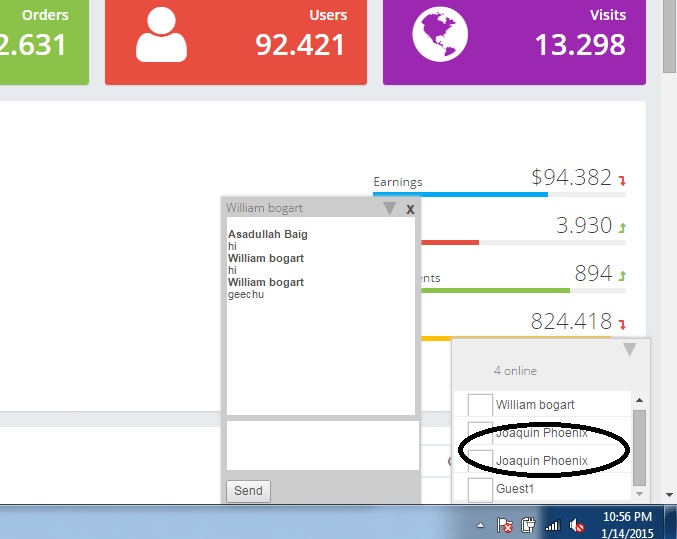 Orders
2.631
Users
92.421
Visits
13.298
Earnings
$94.382
3.930
ents
894
824.418
William bogart
x
Asadullah Baig
hi
William bogart
hi
William bogart
geechu
Send
4 online
William bogart
Joaquin Phoenix
Joaquin Phoenix
Guest1
10:56 PM
1/14/2015